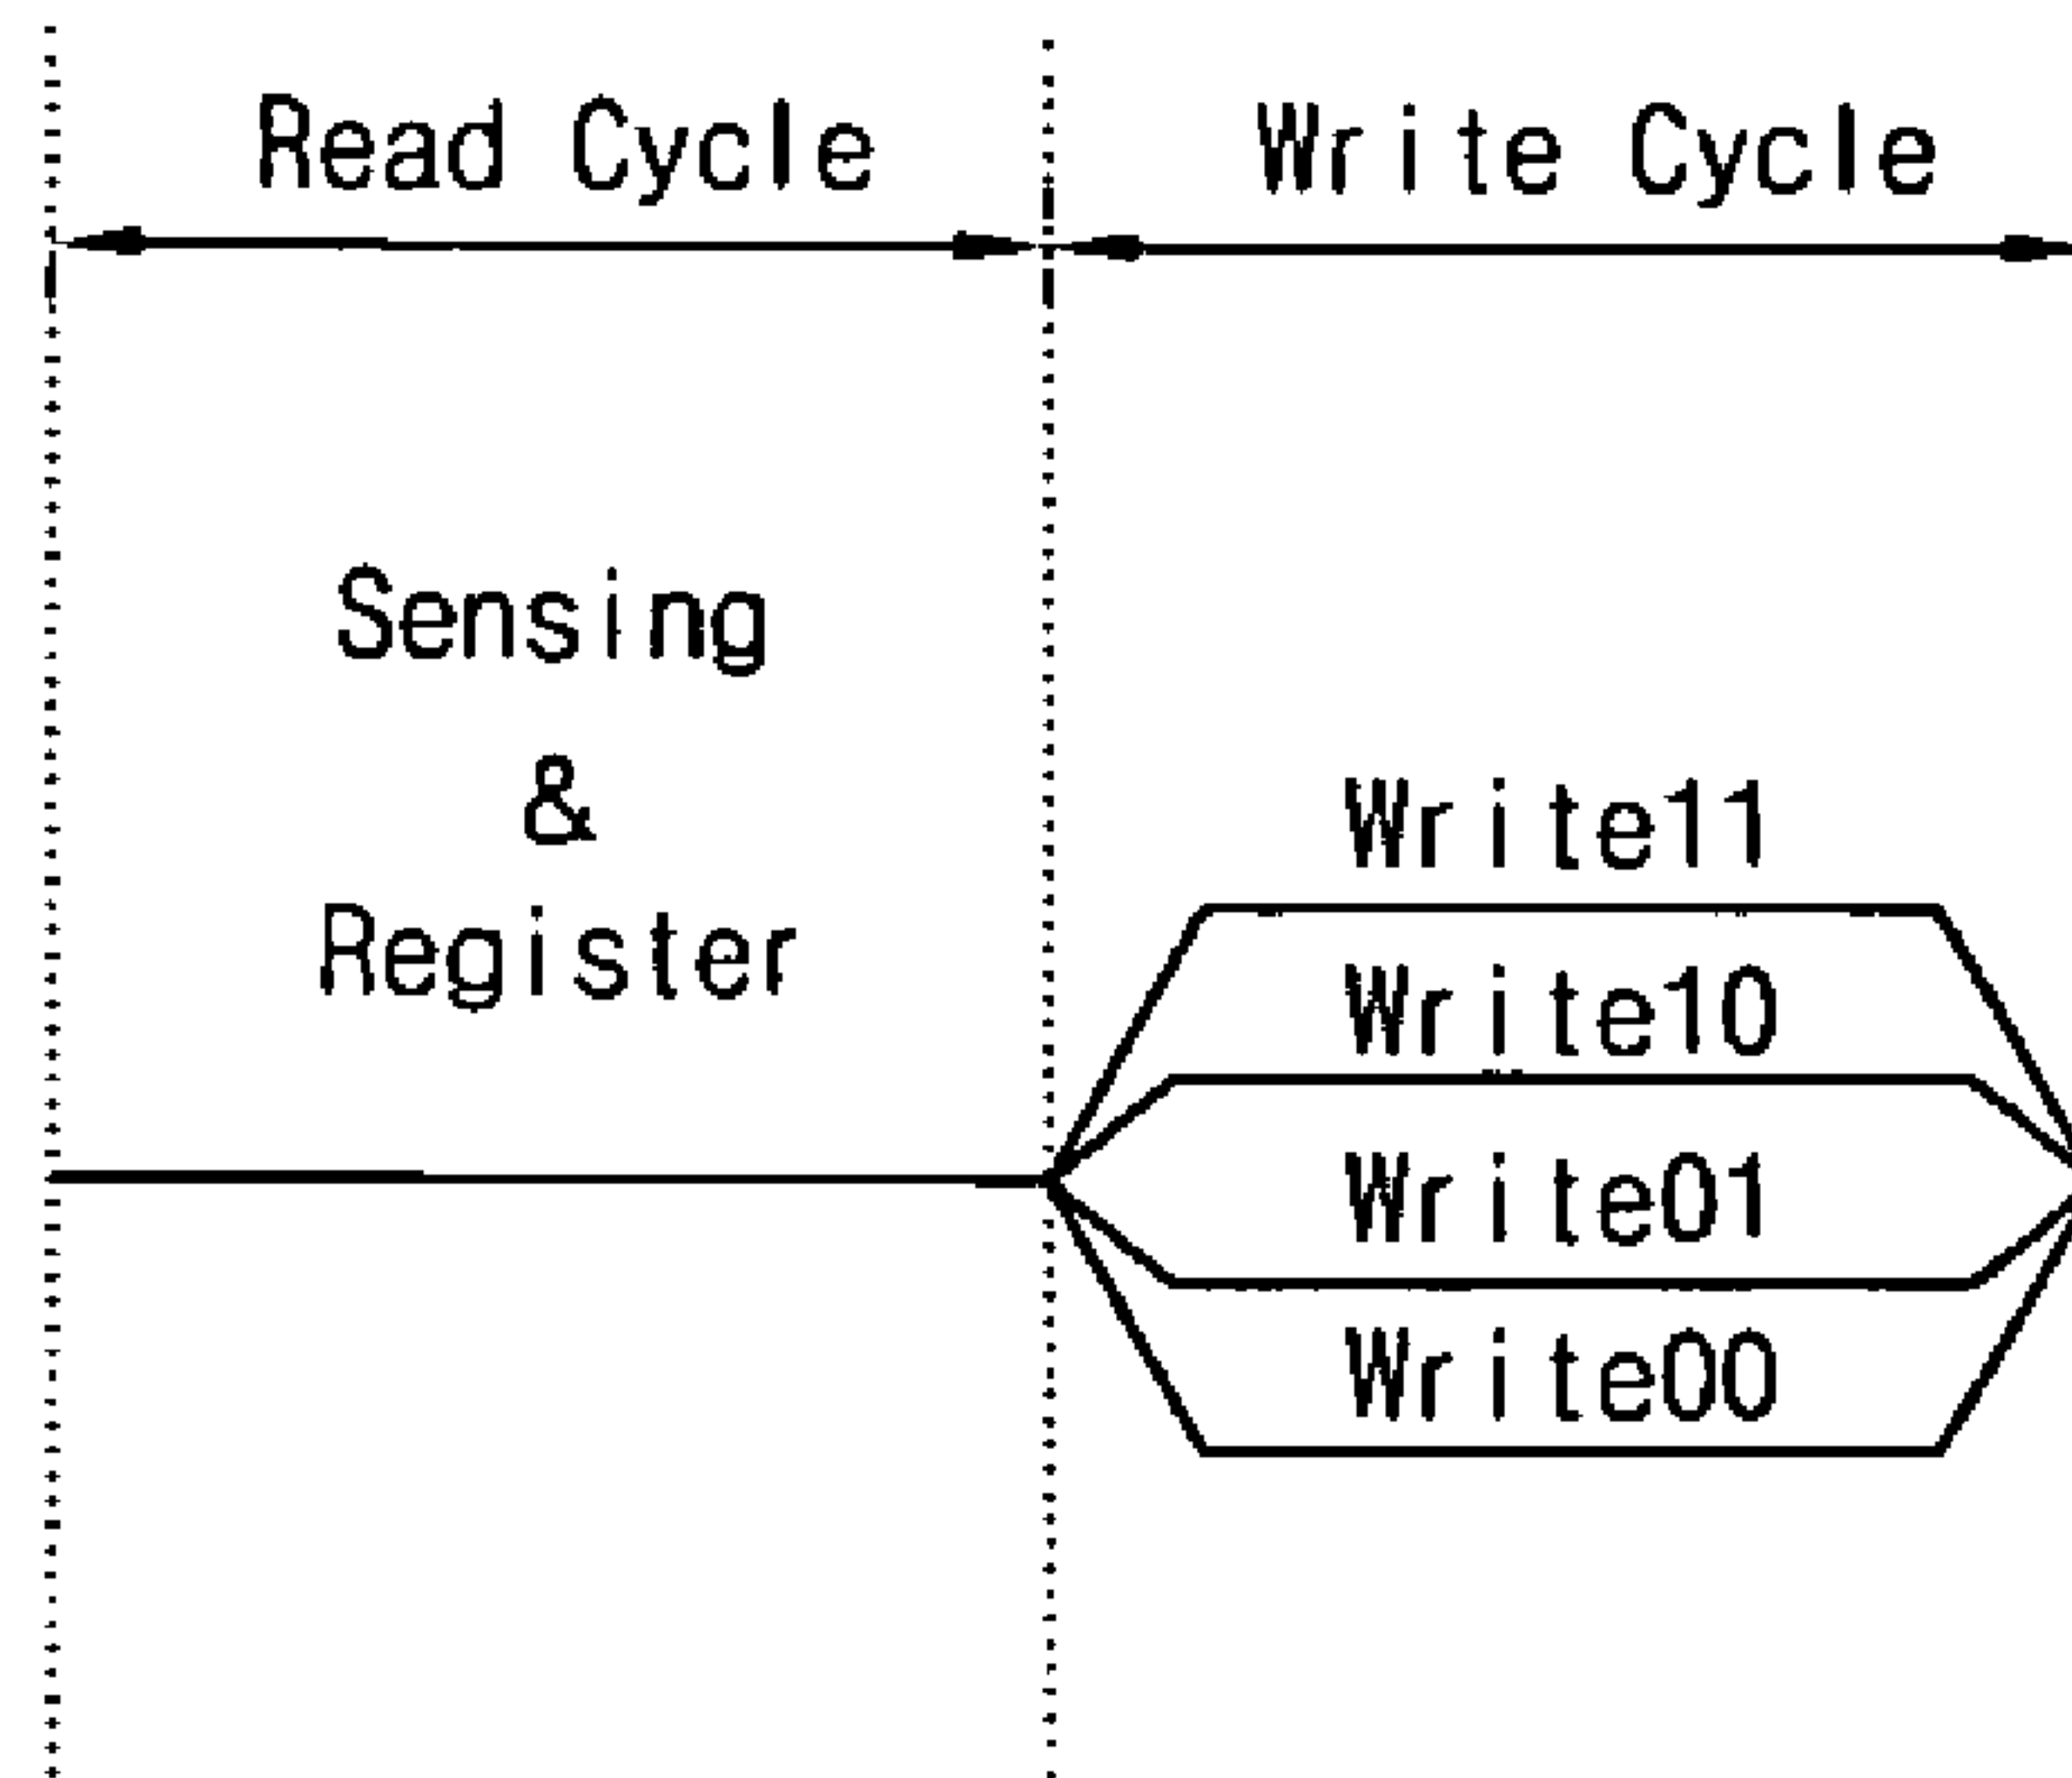 Read Cycle
Write Cycle
Sensing
&
Register
Write11
Write10
Write01
Write00